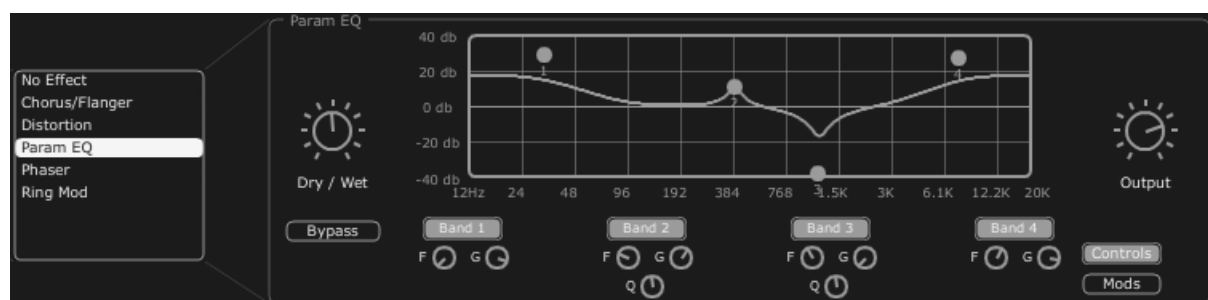 Param EQ
No Effect
Chorus/Flanger
Distortion
Param EQ
Phaser
Ring Mod
Dry / Wet
Bypass
40 db
20 db
0 db
-20 db
-40 db
1
2
3
4
12Hz 24 48 96 192 384 768 1.5K 3K 6.1K 12.2K 20K
Output
Band 1 Band 2 Band 3 Band 4
F G F G F G F G
Q Q
Controls
Mods